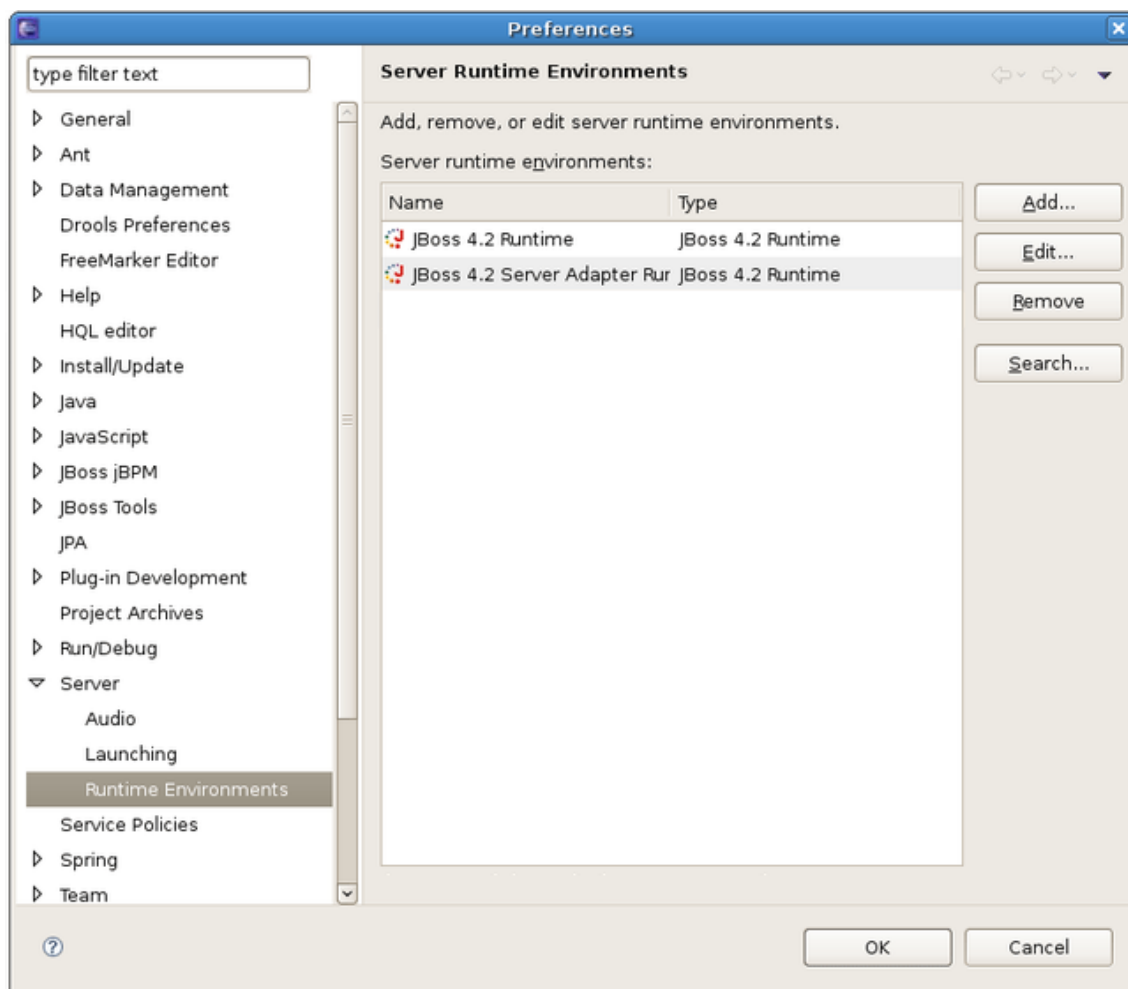 Preferences
type filter text
General
Ant
Data Management
Drools Preferences
FreeMarker Editor
Help
HQL editor
Install/Update
Java
JavaScript
JBoss jBPM
JBoss Tools
JPA
Plug-in Development
Project Archives
Run/Debug
Server
Audio
Launching
Runtime Environments
Service Policies
Spring
Team
Server Runtime Environments
Add, remove, or edit server runtime environments.
Server runtime environments:
Name Type
JBoss 4.2 Runtime JBoss 4.2 Runtime
JBoss 4.2 Server Adapter Rur JBoss 4.2 Runtime
Add...
Edit...
Remove
Search...
?
OK Cancel